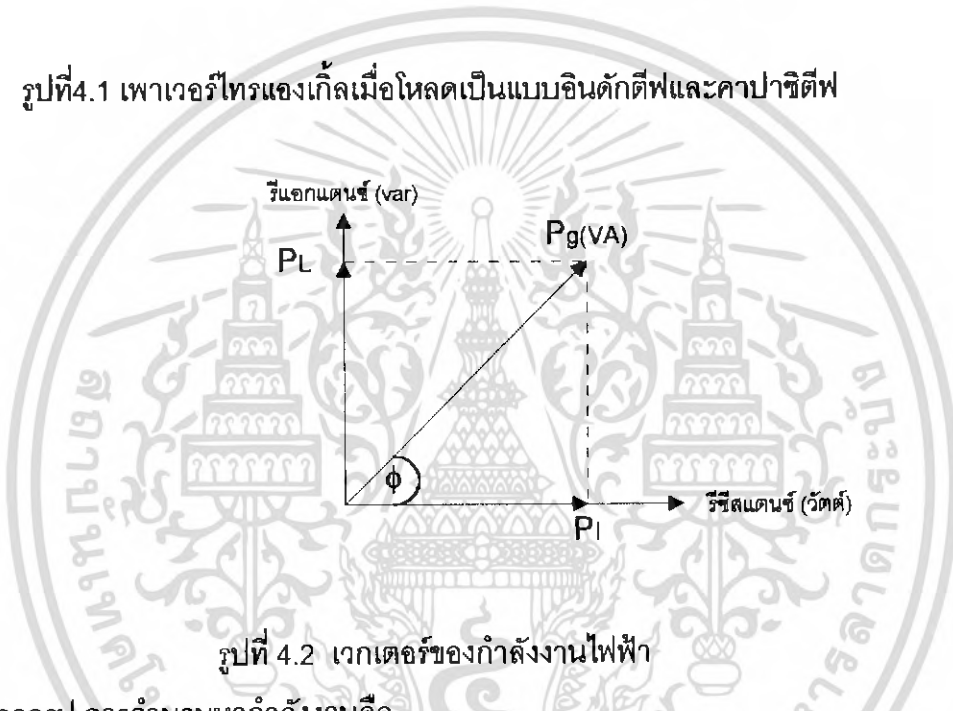 รูปที่4.1 เพาเวอร์ไทรแองเกิ้ลเมื่อโหลดเป็นแบบอินดักตีฟและคาปาซิตีฟ
รีแอกแตนซ์ (var)
PL
Pg(VA)
ϕ
รีซีสแตนซ์ (วัตต์)
PI
รูปที่ 4.2 เวกเตอร์ของกำลังงานไฟฟ้า